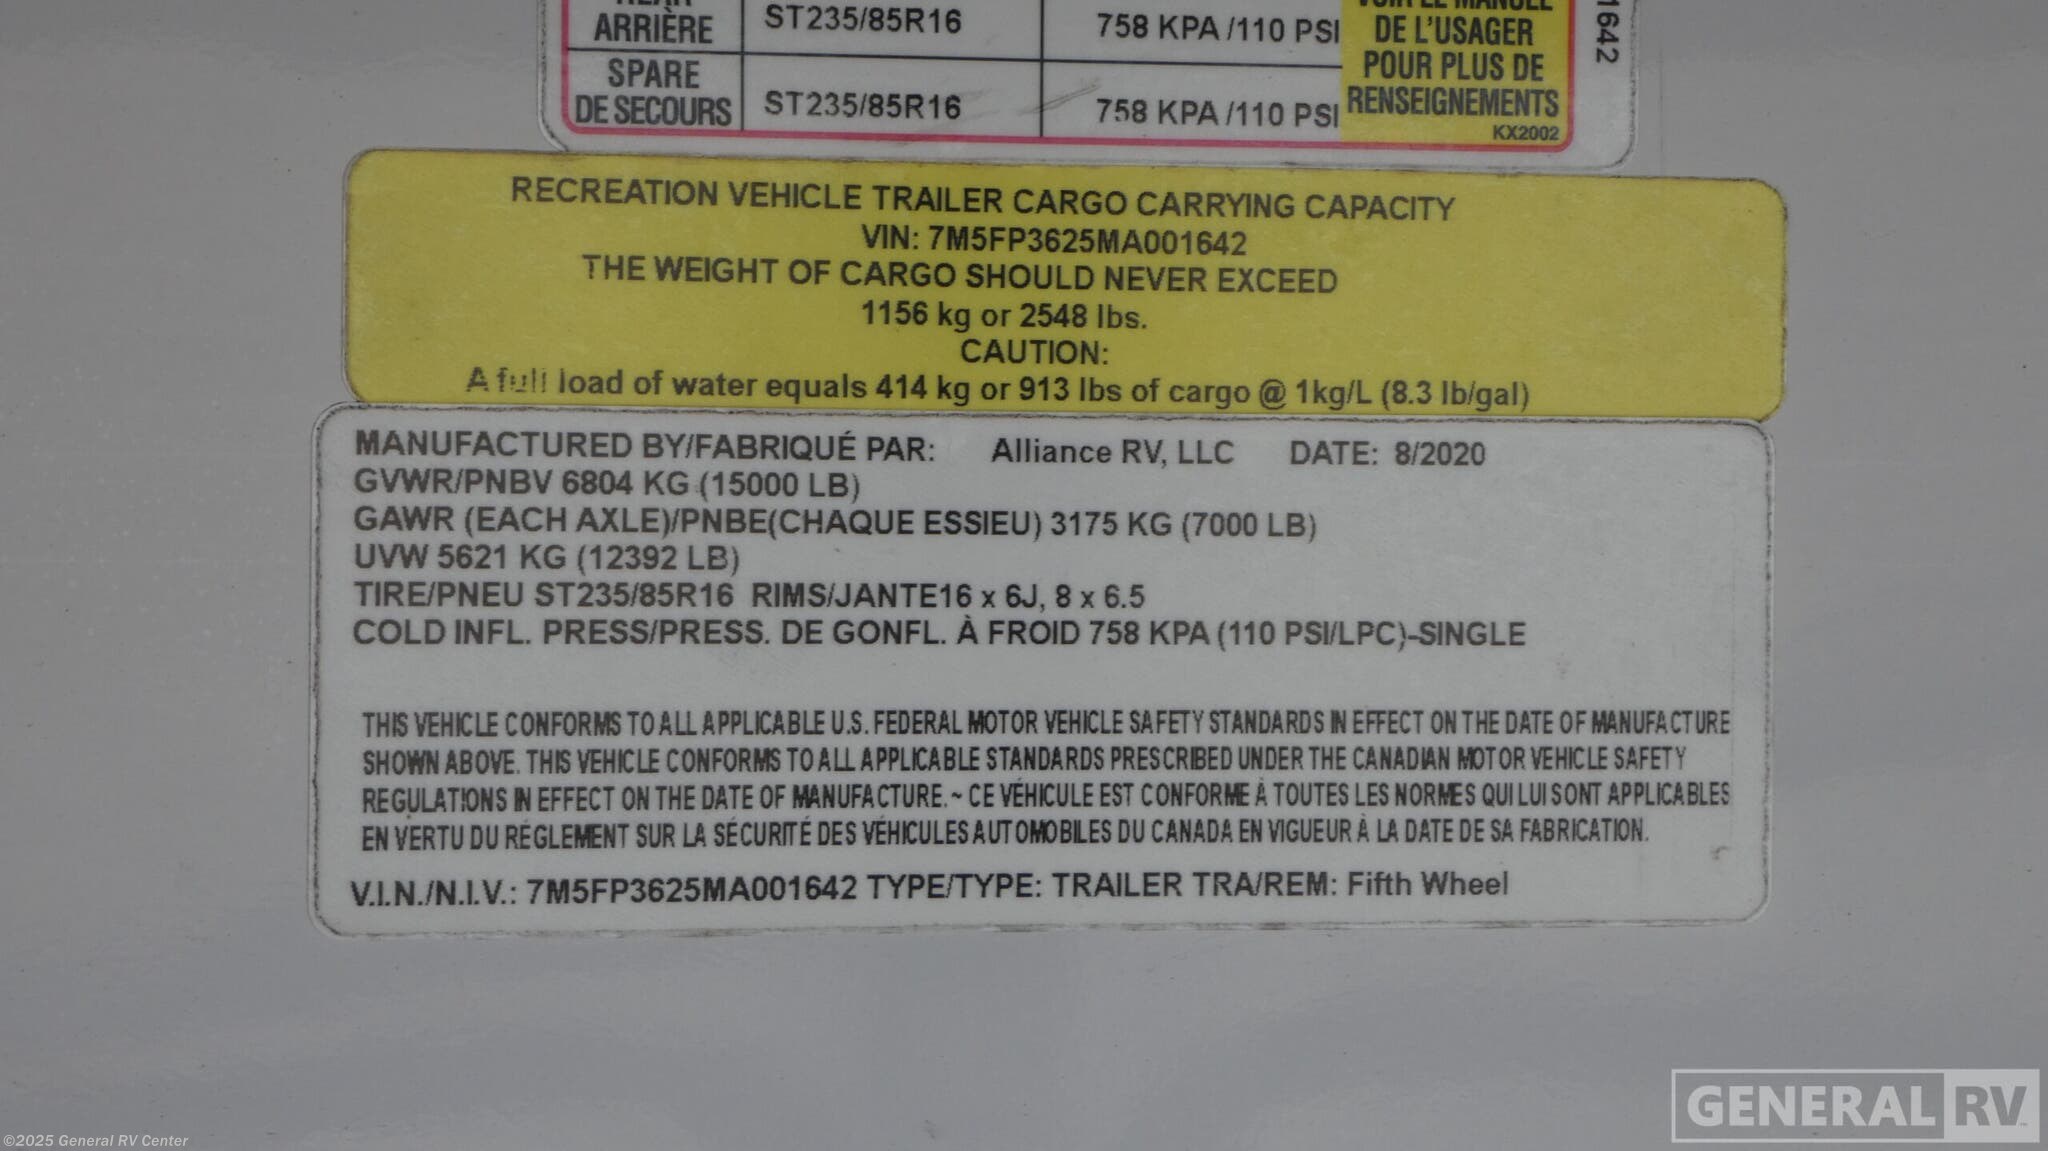 ARRIÈRE ST235/85R16 758 KPA /110 PSI
SPARE
DE SECOURS ST235/85R16 758 KPA /110 PSI
VOIR LE MANUEL
DE L'USAGER
POUR PLUS DE
RENSEIGNEMENTS
KX2002
1642
RECREATION VEHICLE TRAILER CARGO CARRYING CAPACITY
VIN: 7M5FP3625MA001642
THE WEIGHT OF CARGO SHOULD NEVER EXCEED
1156 kg or 2548 lbs.
CAUTION:
A full load of water equals 414 kg or 913 lbs of cargo @ 1kg/L (8.3 lb/gal)
MANUFACTURED BY/FABRIQUÉ PAR: Alliance RV, LLC DATE: 8/2020
GVWR/PNBV 6804 KG (15000 LB)
GAWR (EACH AXLE)/PNBE(CHAQUE ESSIEU) 3175 KG (7000 LB)
UVW 5621 KG (12392 LB)
TIRE/PNEU ST235/85R16 RIMS/JANTE16 x 6J, 8 x 6.5
COLD INFL. PRESS/PRESS. DE GONFL. À FROID 758 KPA (110 PSI/LPC)-SINGLE
THIS VEHICLE CONFORMS TO ALL APPLICABLE U.S. FEDERAL MOTOR VEHICLE SAFETY STANDARDS IN EFFECT ON THE DATE OF MANUFACTURE
SHOWN ABOVE. THIS VEHICLE CONFORMS TO ALL APPLICABLE STANDARDS PRESCRIBED UNDER THE CANADIAN MOTOR VEHICLE SAFETY
REGULATIONS IN EFFECT ON THE DATE OF MANUFACTURE. ~ CE VÉHICULE EST CONFORME À TOUTES LES NORMES QUI LUI SONT APPLICABLES
EN VERTU DU RÉGLEMENT SUR LA SÉCURITÉ DES VÉHICULES AUTOMOBILES DU CANADA EN VIGUEUR À LA DATE DE SA FABRICATION.
V.I.N./N.I.V.: 7M5FP3625MA001642 TYPE/TYPE: TRAILER TRA/REM: Fifth Wheel
©2025 General RV Center
GENERAL RV